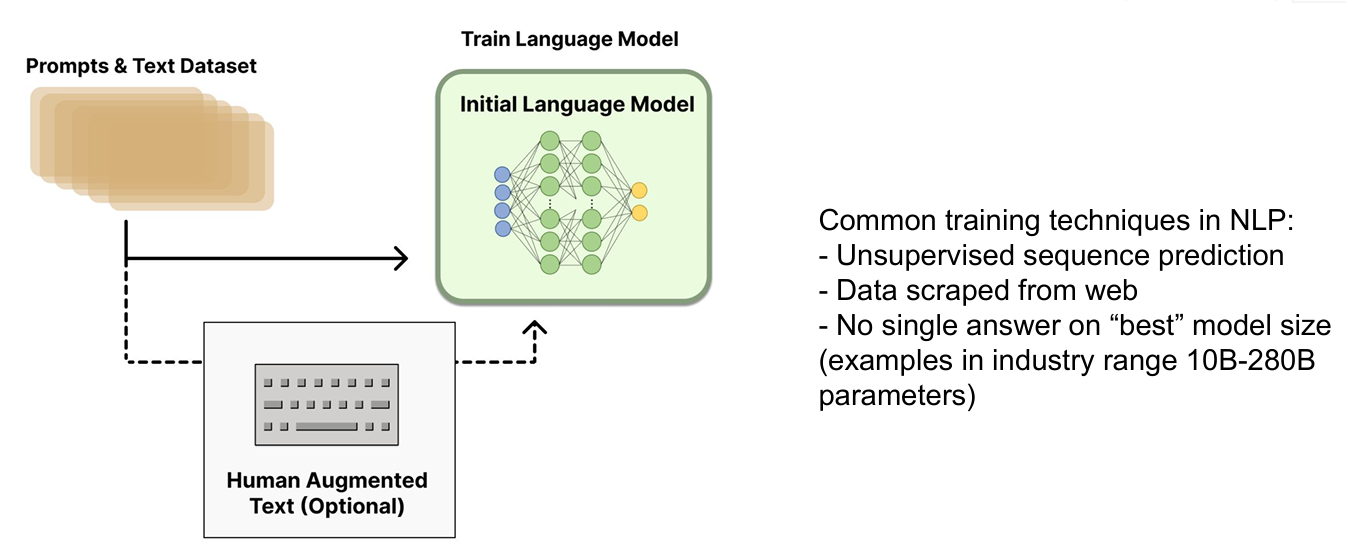 Train Language Model
Prompts & Text Dataset
Initial Language Model
Human Augmented
Text (Optional)
Common training techniques in NLP:
- Unsupervised sequence prediction
- Data scraped from web
- No single answer on “best” model size
(examples in industry range 10B-280B
parameters)